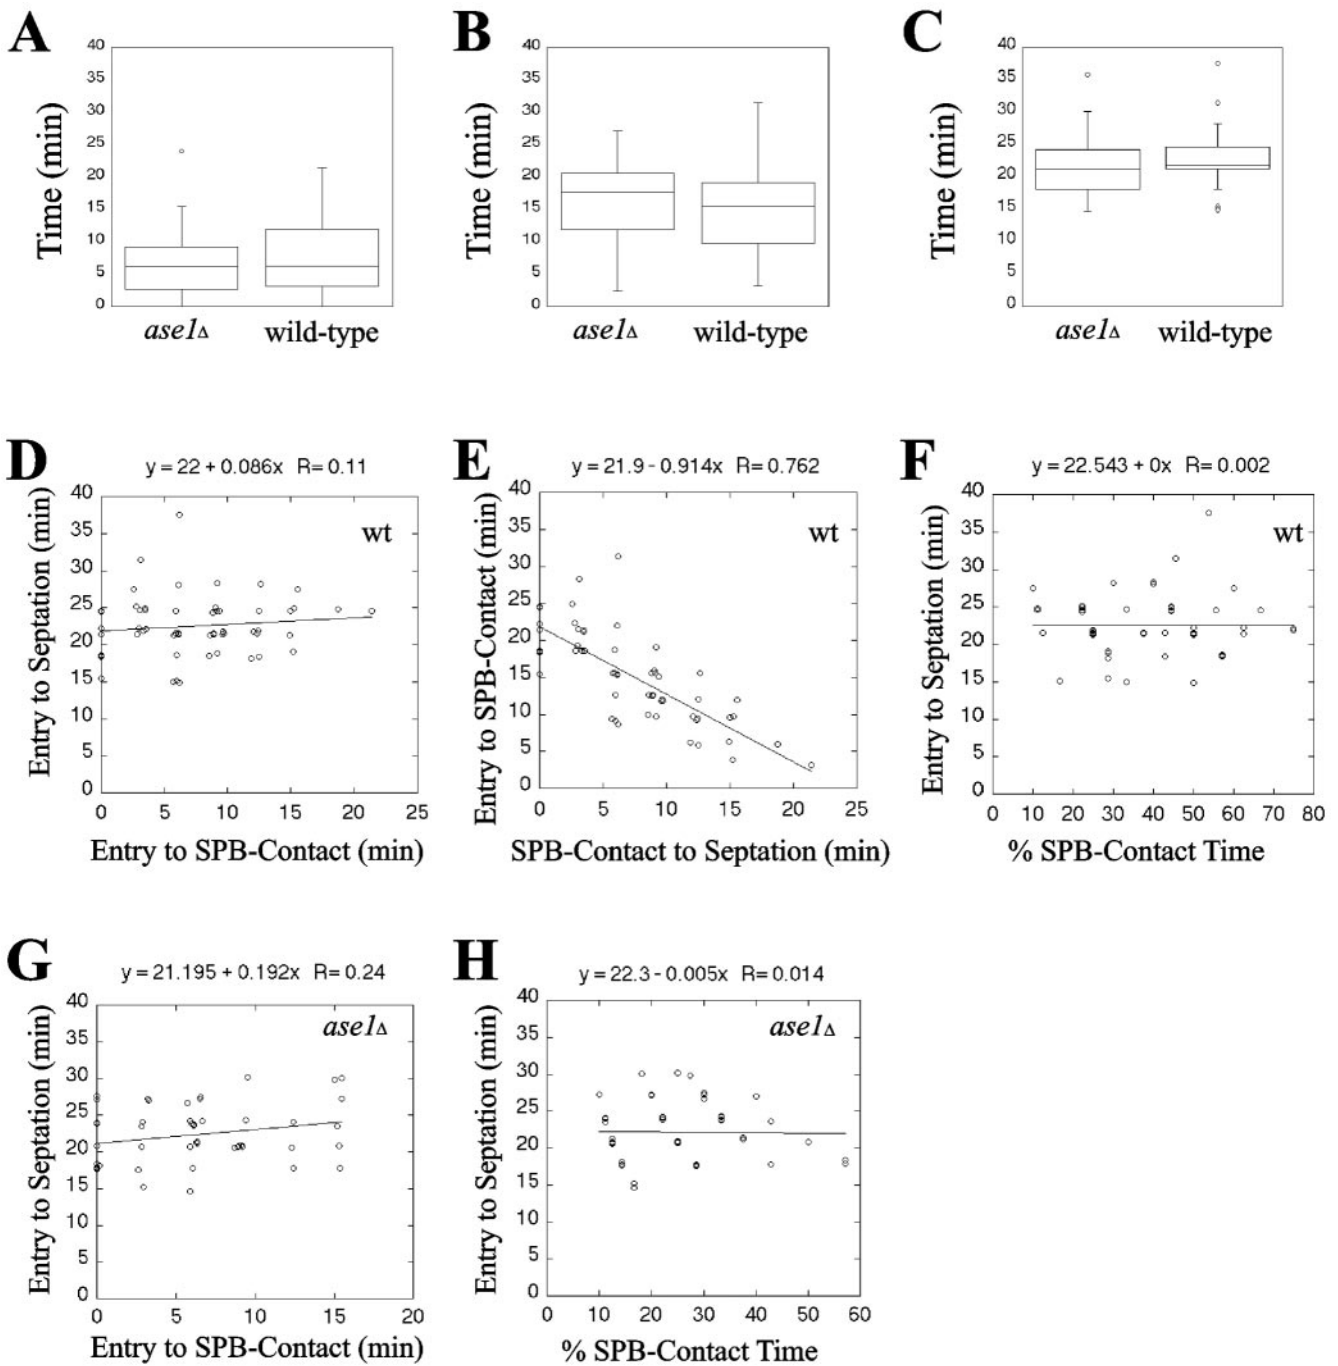 A
Time (min)
40
35
30
25
20
15
10
5
0
ase1Δ wild-type
B
Time (min)
40
35
30
25
20
15
10
5
0
ase1Δ wild-type
C
Time (min)
40
35
30
25
20
15
10
5
0
ase1Δ wild-type
D
y = 22 + 0.086x R= 0.11
Entry to Septation (min)
40
35
30
25
20
15
10
5
0
wt
0 5 10 15 20 25
Entry to SPB-Contact (min)
E
y = 21.9 - 0.914x R= 0.762
Entry to SPB-Contact (min)
40
35
30
25
20
15
10
5
0
wt
0 5 10 15 20 25
SPB-Contact to Septation (min)
F
y = 22.543 + 0x R= 0.002
Entry to Septation (min)
40
35
30
25
20
15
10
5
0
wt
0 10 20 30 40 50 60 70 80
% SPB-Contact Time
G
y = 21.195 + 0.192x R= 0.24
Entry to Septation (min)
40
35
30
25
20
15
10
5
0
ase1Δ
0 5 10 15 20
Entry to SPB-Contact (min)
H
y = 22.3 - 0.005x R= 0.014
Entry to Septation (min)
40
35
30
25
20
15
10
5
0
ase1Δ
0 10 20 30 40 50 60
% SPB-Contact Time